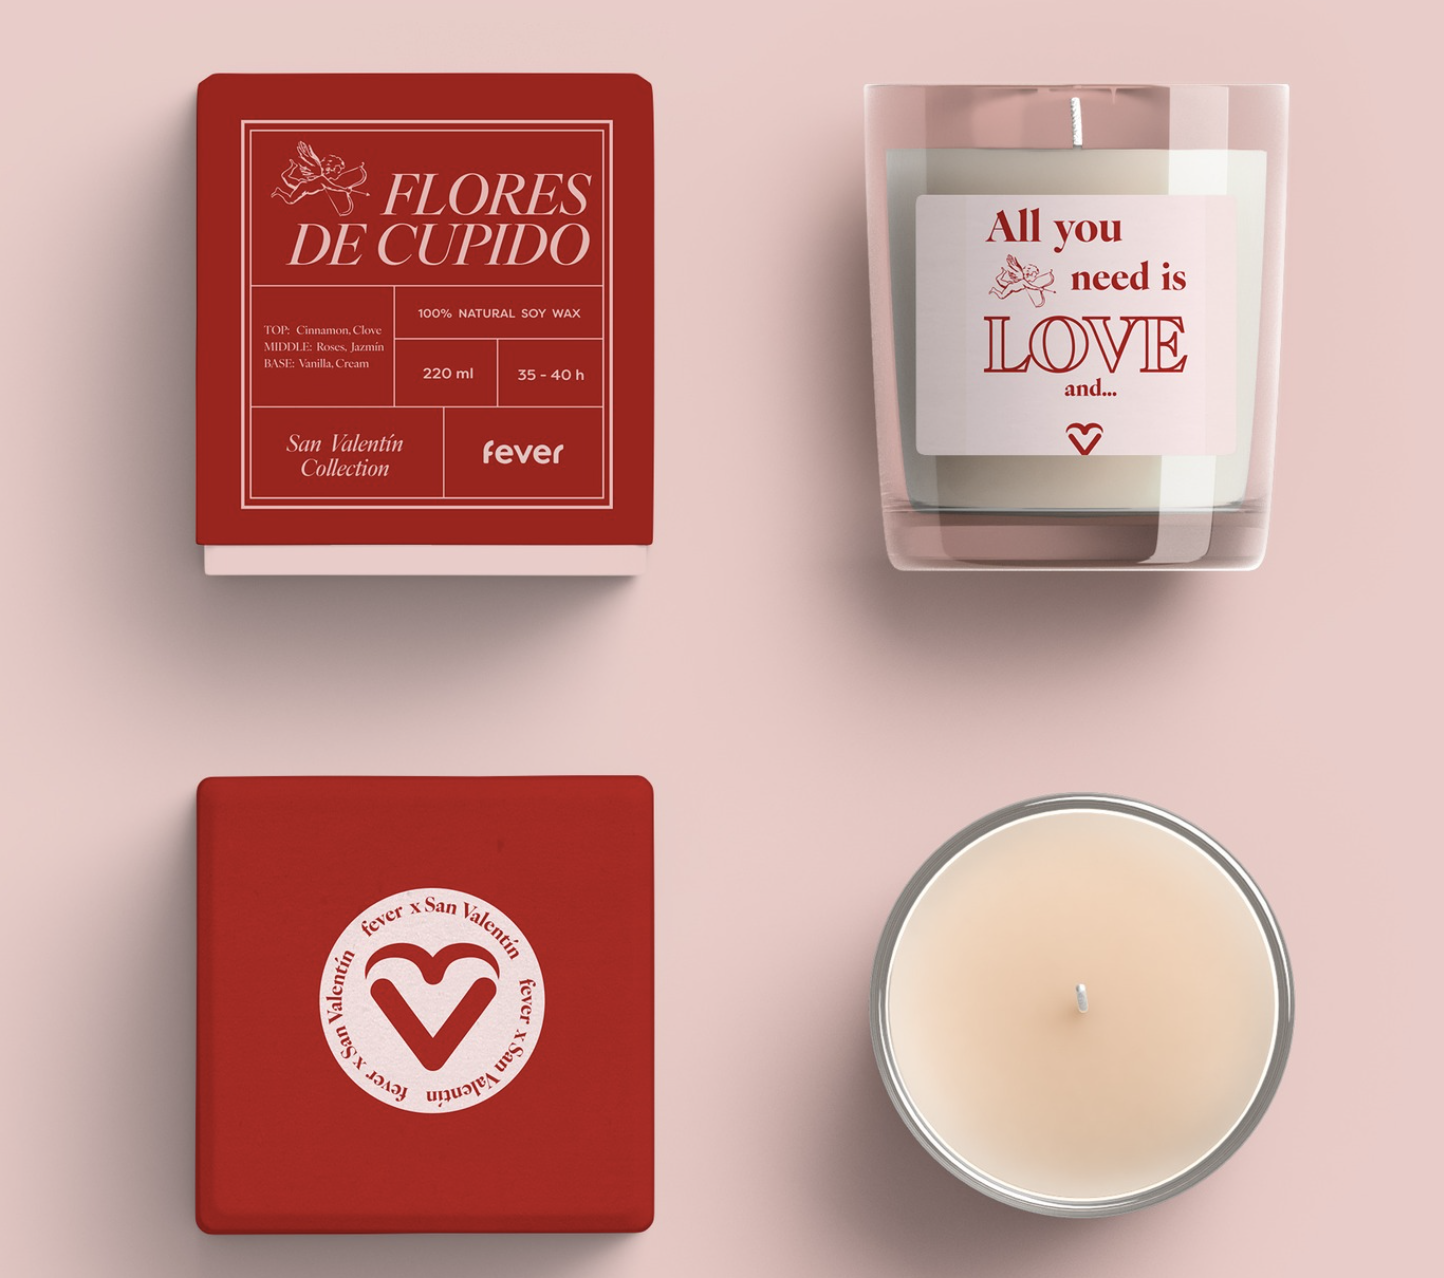 FLORES
DE CUPIDO
TOP: Cinnamon, Clove
MIDDLE: Roses, Jazmín
BASE: Vanilla, Cream
100% NATURAL SOY WAX
220 ml
35 - 40 h
San Valentín
Collection
fever
All you
need is
LOVE
and...
fever x San Valentín
fever x San Valentín
fever x San Valentín